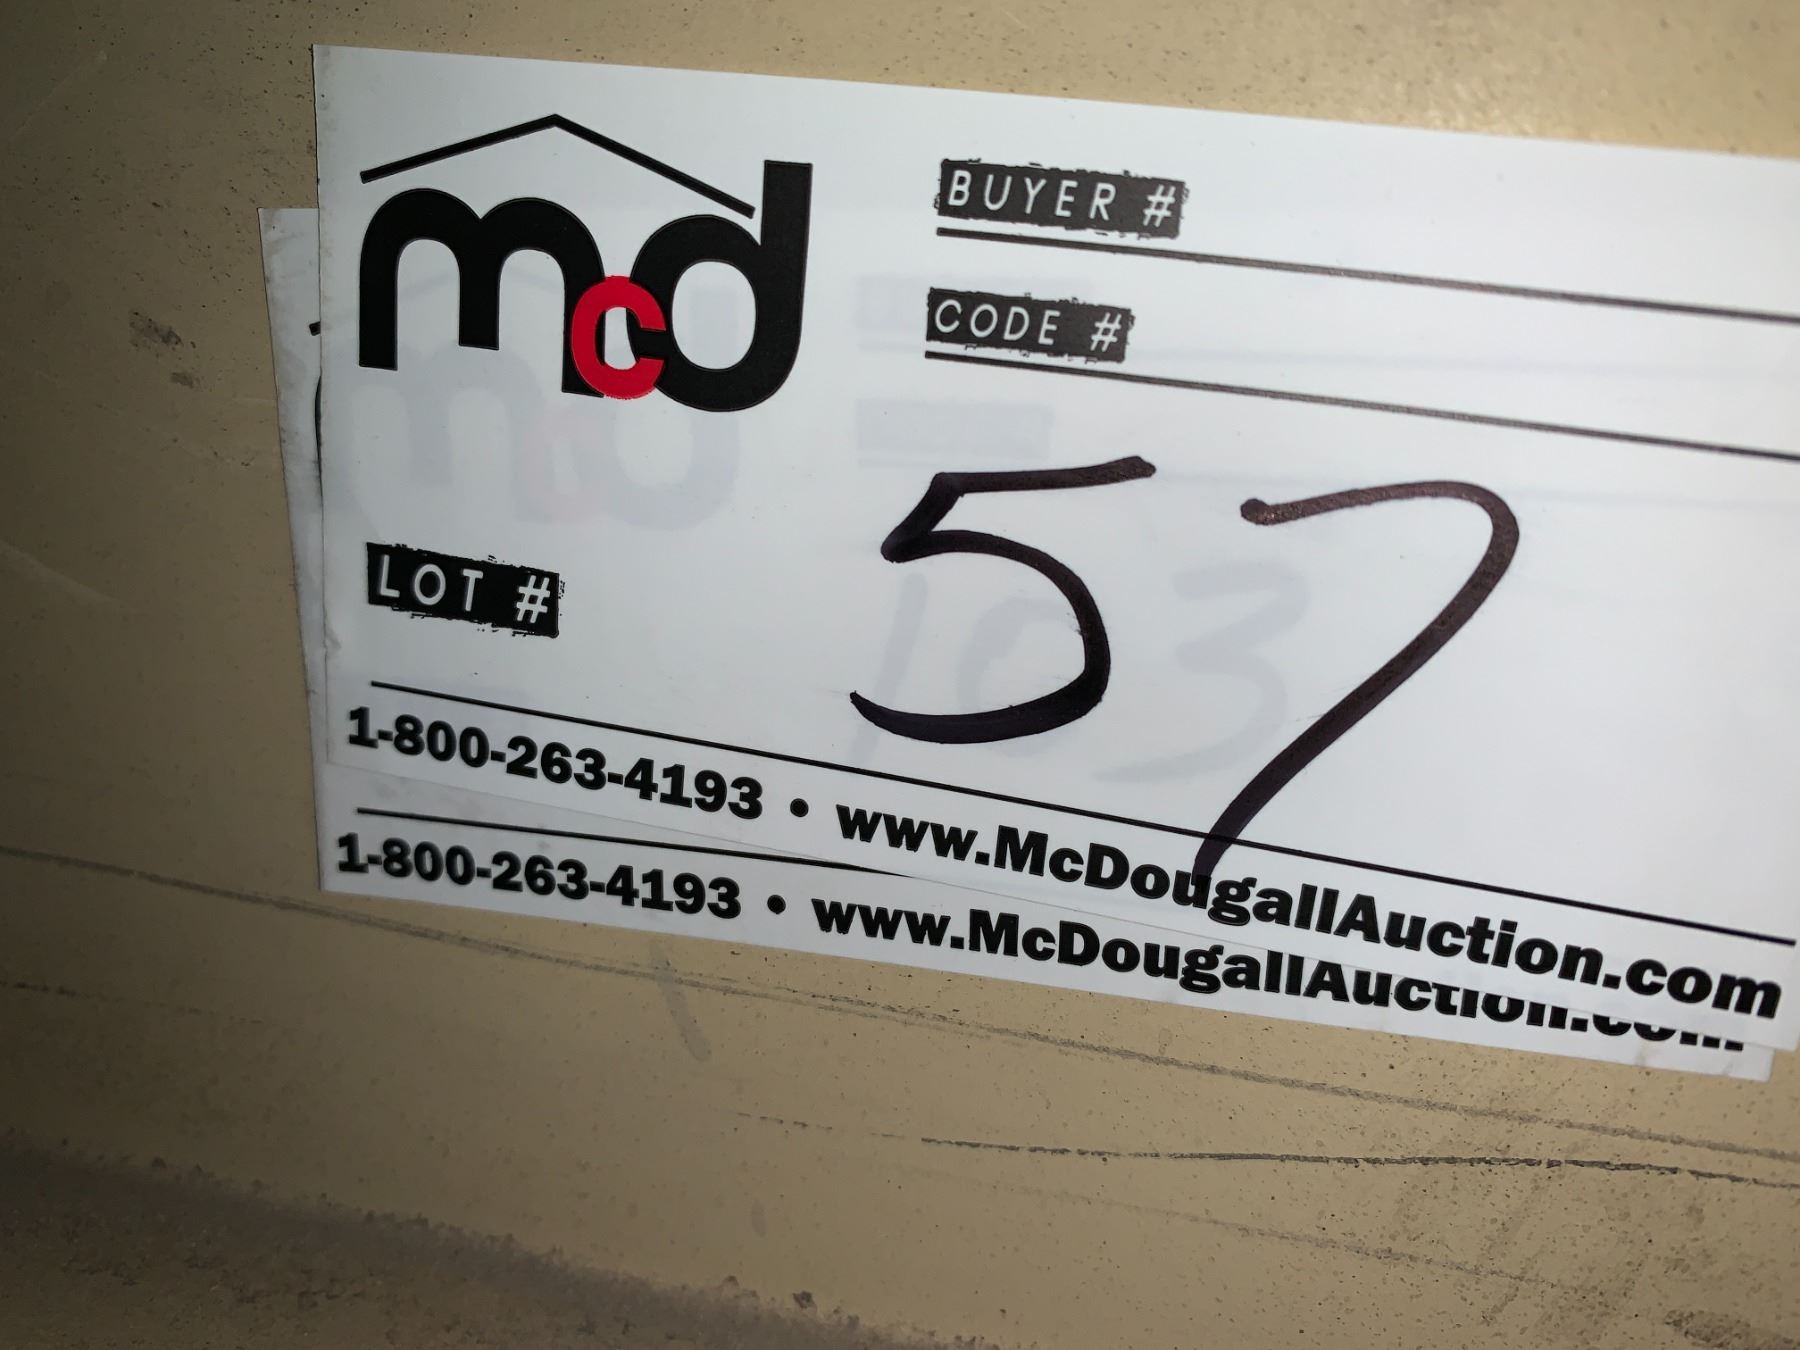 mcd
BUYER #
CODE #
LOT # 57
103
1-800-263-4193 • www.McDougallAuction.com
1-800-263-4193 • www.McDougallAuction.com